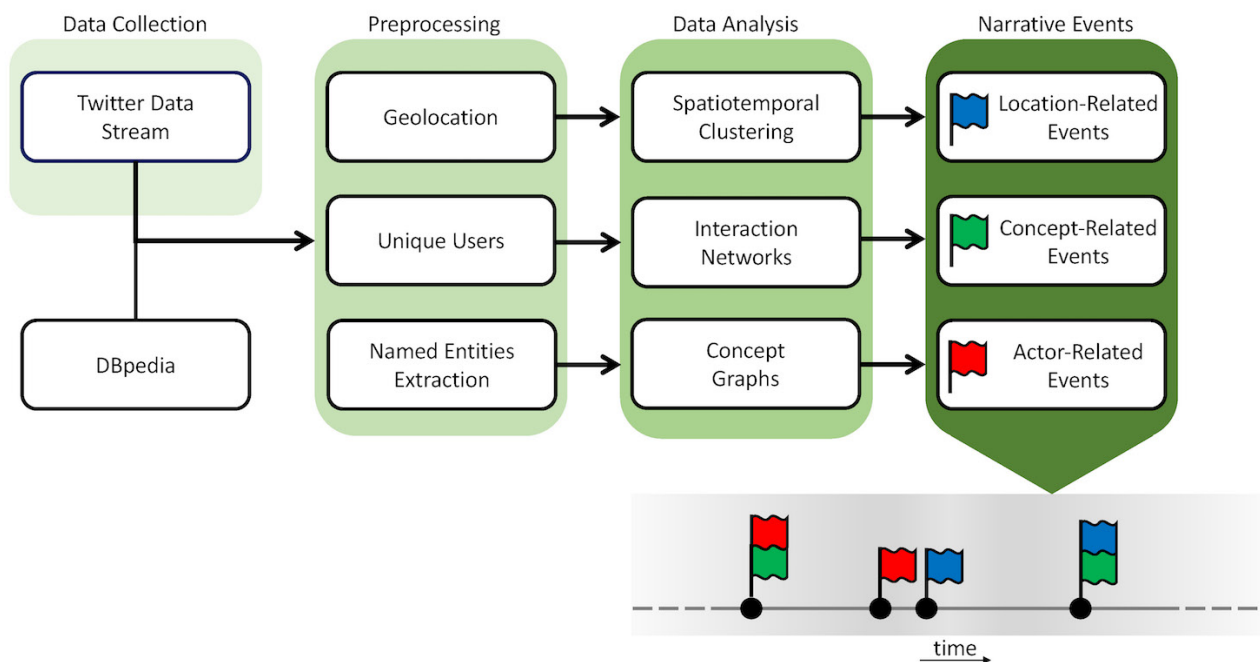 Data Collection
Preprocessing
Data Analysis
Narrative Events
Twitter Data
Stream
Geolocation
Spatiotemporal
Clustering
Location-Related
Events
Unique Users
Interaction
Networks
Concept-Related
Events
DBpedia
Named Entities
Extraction
Concept
Graphs
Actor-Related
Events
time